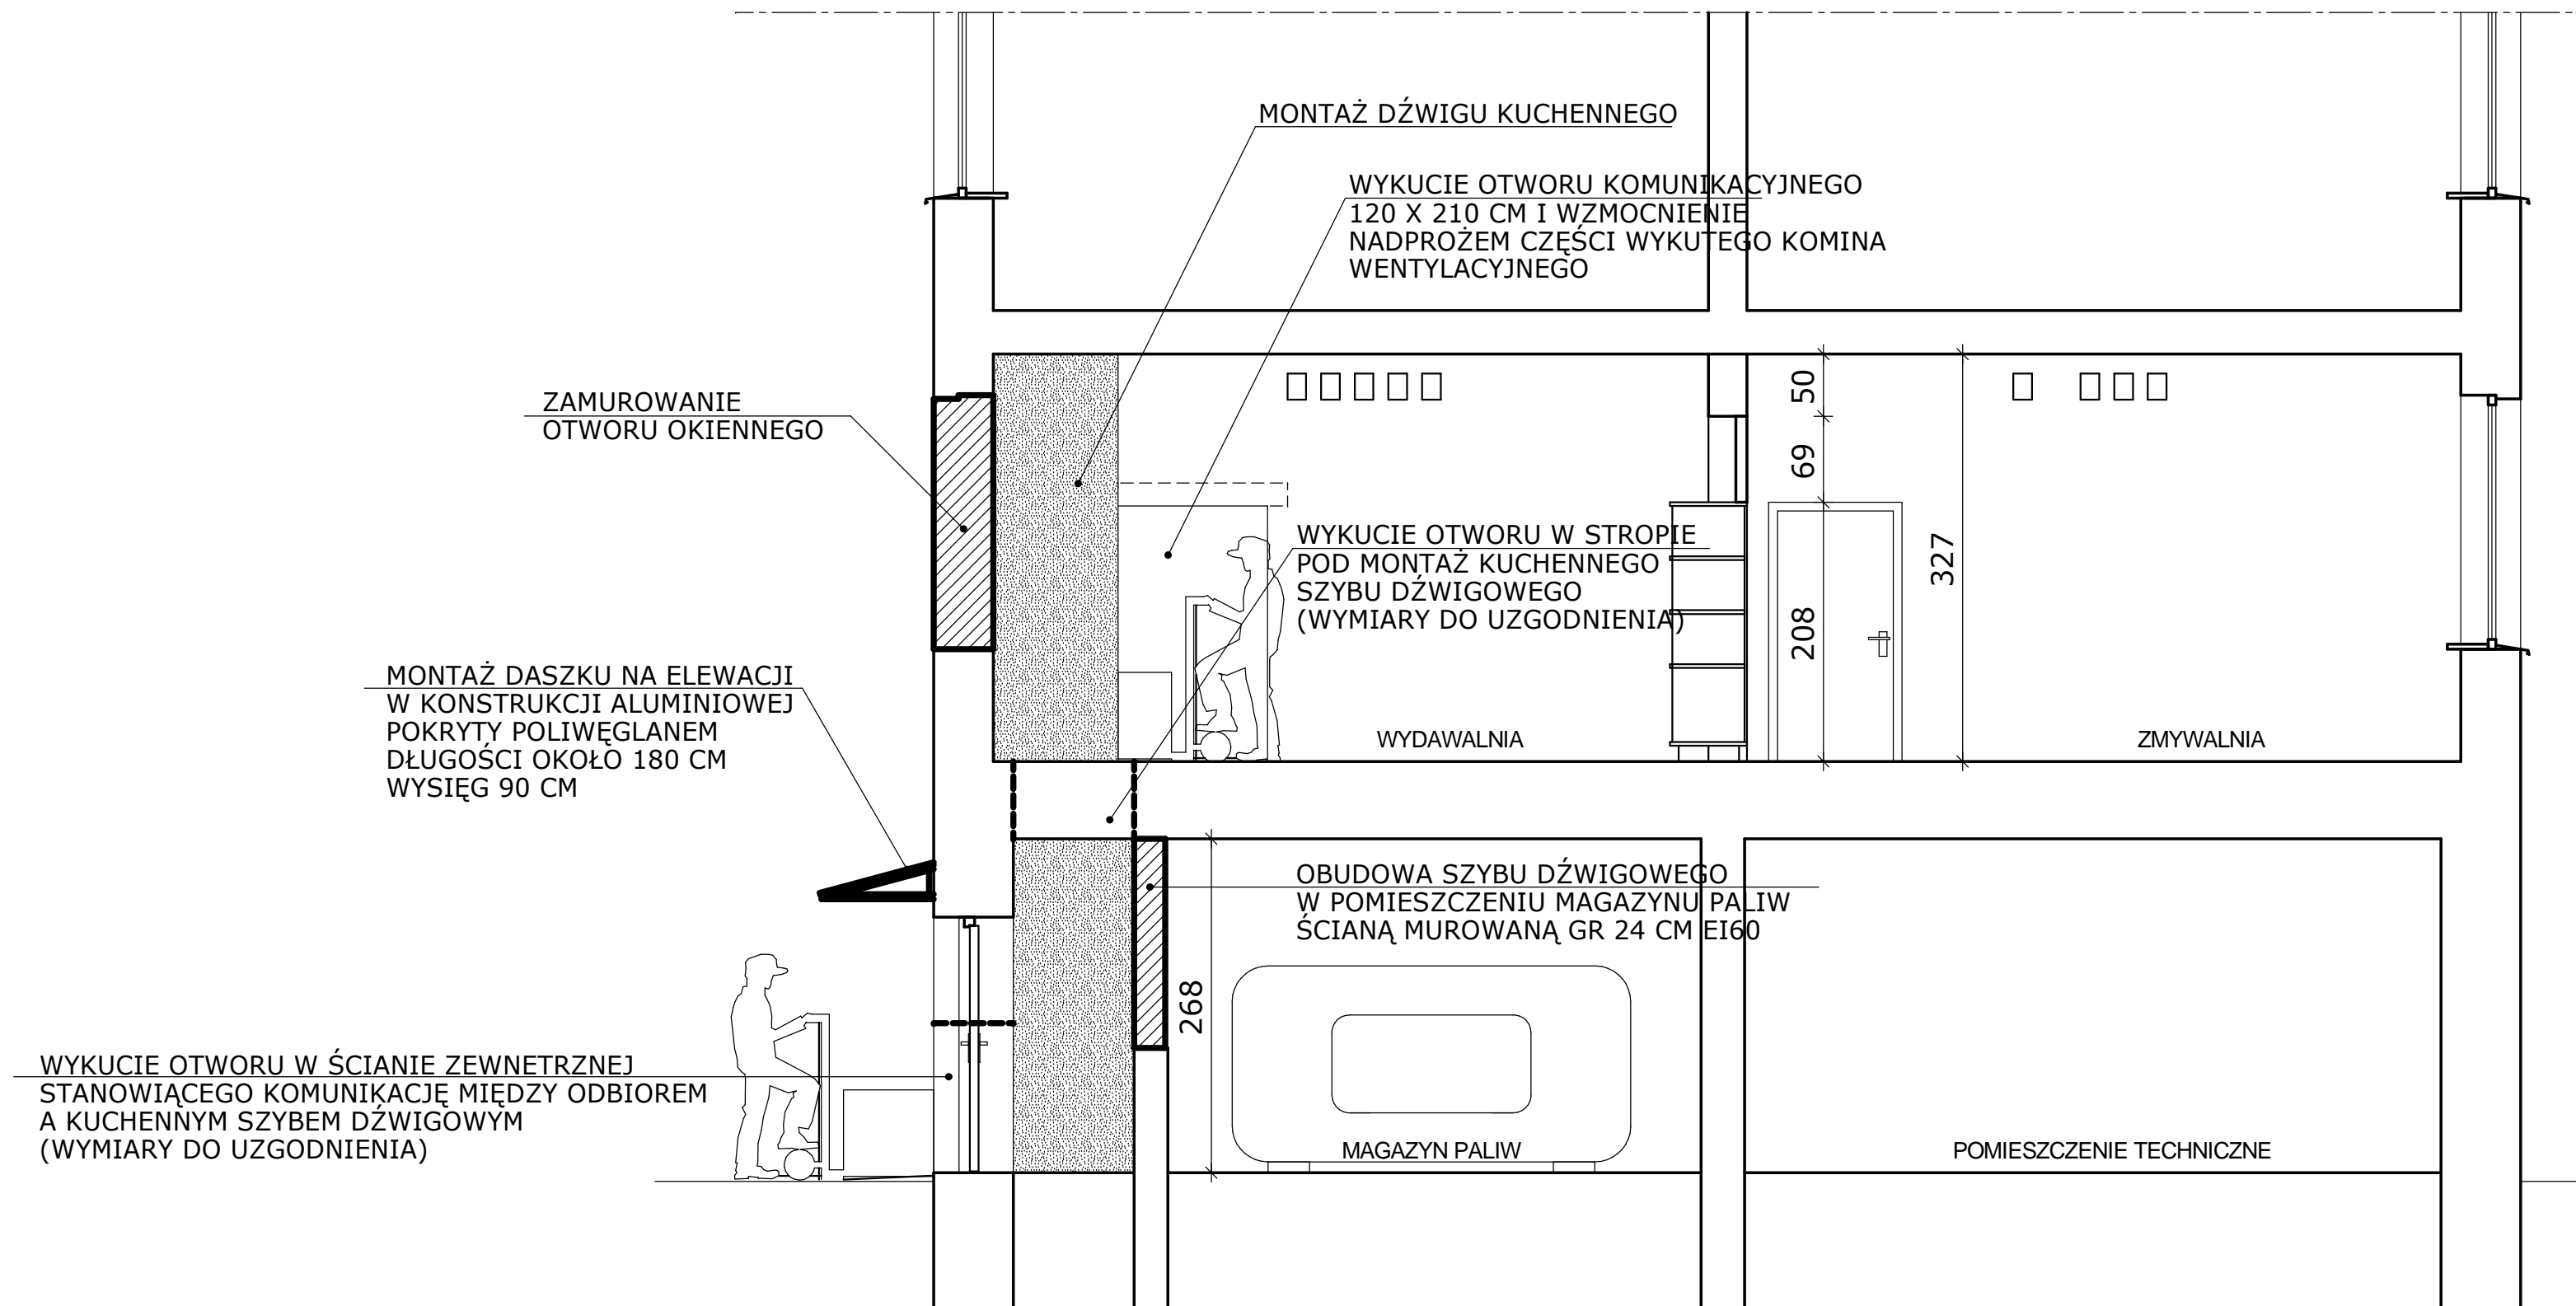 MONTAŻ DŹWIGU KUCHENNEGO
WYKUCIE OTWORU KOMUNIKACYJNEGO
120 X 210 CM I WZMOCNIENIE
NADPROŻEM CZĘŚCI WYKUTEGO KOMINA
WENTYLACYJNEGO
ZAMUROWANIE
OTWORU OKIENNEGO
50
69
208
327
WYKUCIE OTWORU W STROPIE
POD MONTAŻ KUCHENNEGO
SZYBU DŹWIGOWEGO
(WYMIARY DO UZGODNIENIA)
MONTAŻ DASZKU NA ELEWACJI
W KONSTRUKCJI ALUMINIOWEJ
POKRYTY POLIWĘGLANEM
DŁUGOŚCI OKOŁO 180 CM
WYSIĘG 90 CM
WYDAWALNIA
ZMYWALNIA
OBUDOWA SZYBU DŹWIGOWEGO
W POMIESZCZENIU MAGAZYNU PALIW
ŚCIANĄ MUROWANĄ GR 24 CM EI60
268
WYKUCIE OTWORU W ŚCIANIE ZEWNETRZNEJ
STANOWIĄCEGO KOMUNIKACJĘ MIĘDZY ODBIOREM
A KUCHENNYM SZYBEM DŹWIGOWYM
(WYMIARY DO UZGODNIENIA)
MAGAZYN PALIW
POMIESZCZENIE TECHNICZNE